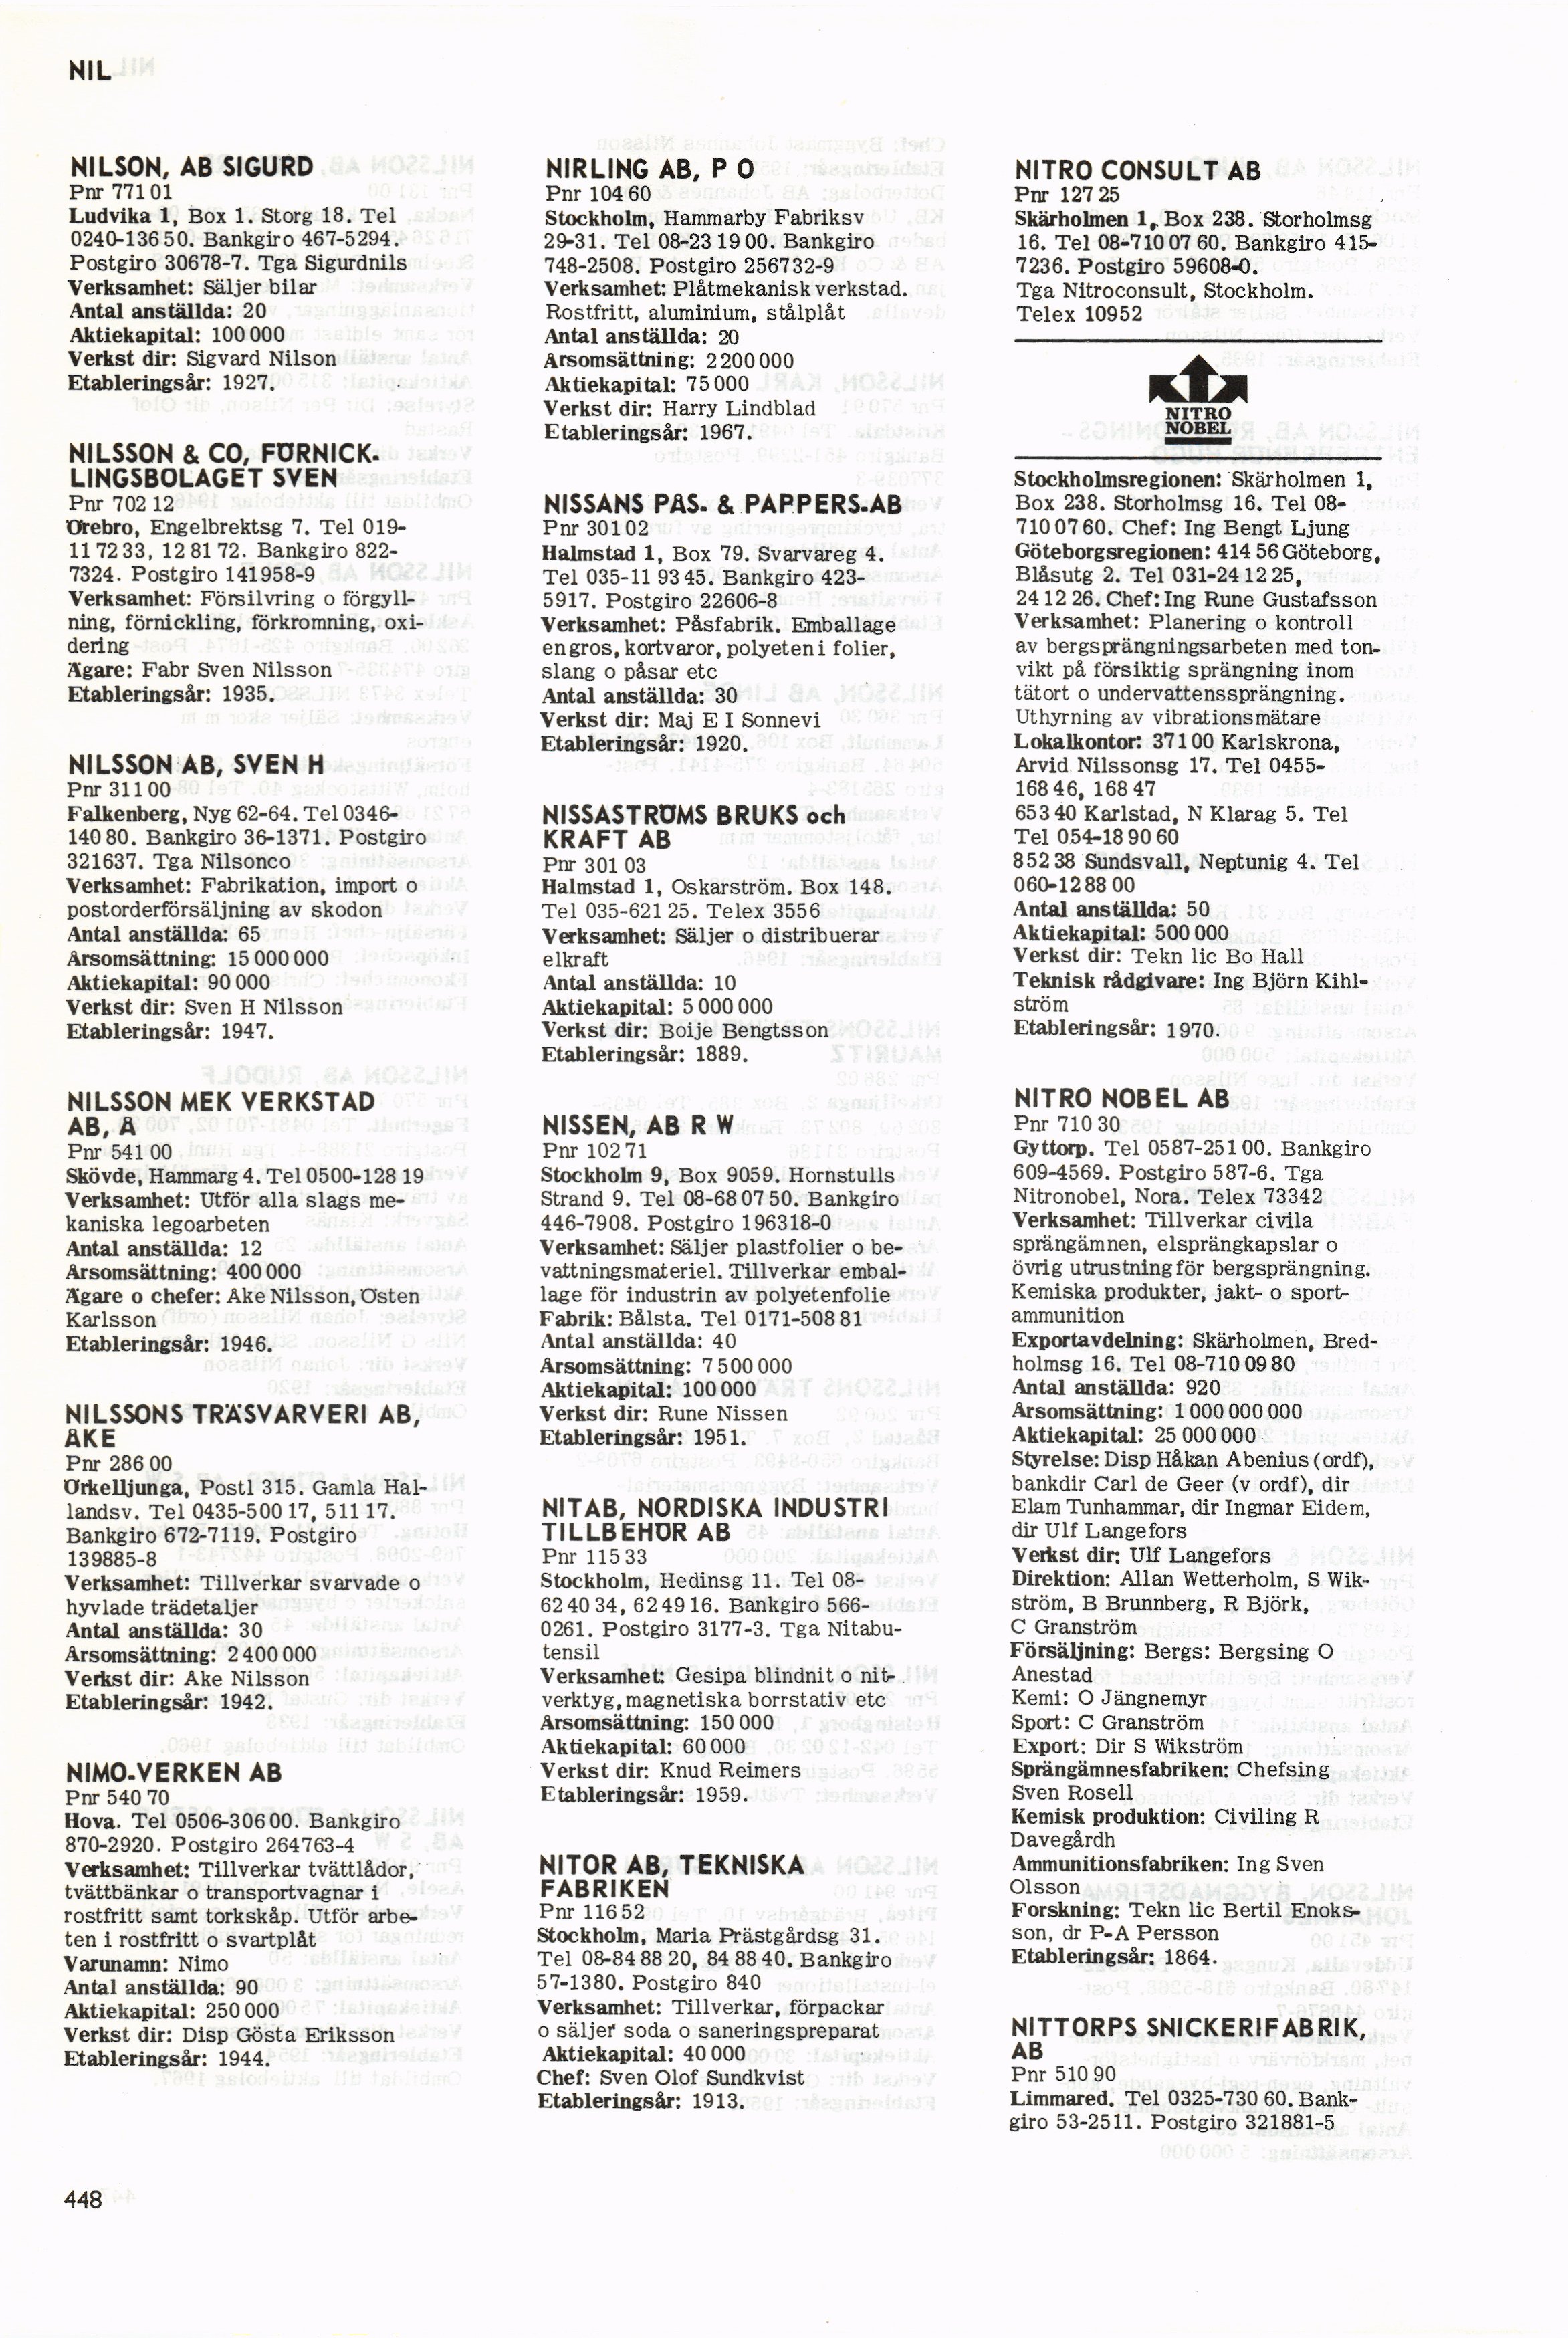 NIL
NILSON, AB SIGURD
Pnr 771 01
Ludvika 1, Box 1. Storg 18. Tel
0240-136 50. Bankgiro 467-5294.
Postgiro 30678-7. Tga Sigurdnils
Verksamhet: Säljer bilar
Antal anställda: 20
Aktiekapital: 1000000
Verkst dir: Sigvard Nilson
Etableringsår: 1927.
NILSSON & CO, FÖRNICK-
LINGSBOLAGET SVEN
Pnr 702 12
Örebro, Engelbrektsg 7. Tel 019-
11 72 33, 12 81 72. Bankgiro 822-
7324. Postgiro 141958-9
Verksamhet: Försilvring o förgyll-
ning, förnickling, förkromning, oxi-
dering
Ägare: Fabr Sven Nilsson
Etableringsår: 1935.
NILSSON AB, SVEN H
Pnr 311 00
Falkenberg, Nyg 62-64. Tel 0346-
140 80. Bankgiro 36-1371. Postgiro
321637. Tga Nilsonco
Verksamhet: Fabrikation, import o
postorderförsäljning av skodon
Antal anställda: 65
Årsomsättning: 15 000 000
Aktiekapital: 90 000
Verkst dir: Sven H Nilsson
Etableringsår: 1947.
NILSSON MEK VERKSTAD
AB, Å
Pnr 541 00
Skövde, Hammarg 4. Tel 0500-128 19
Verksamhet: Utför alla slags me-
kaniska legoarbeten
Antal anställda: 12
Årsomsättning: 400 000
Ägare o chefer: Åke Nilsson, Östen
Karlsson
Etableringsår: 1946.
NILSSONS TRÄSVARVERI AB,
ÅKE
Pnr 286 00
Örkelljunga, Postl 315. Gamla Hal-
landsv. Tel 0435-500 17, 511 17.
Bankgiro 672-7119. Postgiro
139885-8
Verksamhet: Tillverkar svarvade o
hyvlade trädetaljer
Antal anställda: 30
Årsomsättning: 2 400 000
Verkst dir: Åke Nilsson
Etableringsår: 1942.
NIMO-VERKEN AB
Pnr 540 70
Hova. Tel 0506-306 00. Bankgiro
870-2920. Postgiro 264763-4
Verksamhet: Tillverkar tvättlådor,
tvättbänkar o transportvagnar i
rostfritt samt torkskåp. Utför arbe-
ten i rostfritt o svartplåt
Varunamn: Nimo
Antal anställda: 90
Aktiekapital: 250 000
Verkst dir: Disp Gösta Eriksson
Etableringsår: 1944.
448
NIRLING AB, P O
Pnr 104 60
Stockholm, Hammarby Fabriksv
29-31. Tel 08-23 19 00. Bankgiro
748-2508. Postgiro 256732-9
Verksamhet: Plåtmekanisk verkstad.
Rostfritt, aluminium, stålplåt
Antal anställda: 20
Årsomsättning: 2 200 000
Aktiekapital: 75 000
Verkst dir: Harry Lindblad
Etableringsår: 1967.
NISSANS PÅS- & PAPPERS-AB
Pnr 301 02
Halmstad 1, Box 79. Svarvareg 4.
Tel 035-11 93 45. Bankgiro 423-
5917. Postgiro 22606-8
Verksamhet: Påsfabrik. Emballage
engros, kortvaror, polyeten i folier,
slang o påsar etc
Antal anställda: 30
Verkst dir: Maj E I Sonnevi
Etableringsår: 1920.
NISSASTRÖMS BRUKS och
KRAFT AB
Pnr 301 03
Halmstad 1, Oskarström. Box 148.
Tel 035-621 25. Telex 3556
Verksamhet: Säljer o distribuerar
elkraft
Antal anställda: 10
Aktiekapital: 5 000 000
Verkst dir: Boije Bengtsson
Etableringsår: 1889.
NISSEN, AB R W
Pnr 102 71
Stockholm 9, Box 9059. Hornstulls
Strand 9. Tel 08-68 07 50. Bankgiro
446-7908. Postgiro 196318-0
Verksamhet: Säljer plastfolier o be-
vattningsmateriel. Tillverkar embal-
lage för industrin av polyetenfolie
Fabrik: Bålsta. Tel 0171-508 81
Antal anställda: 40
Årsomsättning: 7 500 000
Aktiekapital: 100 000
Verkst dir: Rune Nissen
Etableringsår: 1951.
NITAB, NORDISKA INDUSTRI
TILLBEHÖR AB
Pnr 115 33
Stockholm, Hedinsg 11. Tel 08-
62 40 34, 62 49 16. Bankgiro 566-
0261. Postgiro 3177-3. Tga Nitabu-
tensil
Verksamhet: Gesipa blindnit o nit-
verktyg, magnetiska borrstativ etc
Årsomsättning: 150 000
Aktiekapital: 60 000
Verkst dir: Knud Reimers
Etableringsår: 1959.
NITOR AB, TEKNISKA
FABRIKEN
Pnr 116 52
Stockholm, Maria Prästgårdsg 31.
Tel 08-84 88 20, 84 88 40. Bankgiro
57-1380. Postgiro 840
Verksamhet: Tillverkar, förpackar
o säljer soda o saneringspreparat
Aktiekapital: 40 000
Chef: Sven Olof Sundkvist
Etableringsår: 1913.
NITRO CONSULT AB
Pnr 127 25
Skärholmen 1, Box 238. Storholmsg
16. Tel 08-710 07 60. Bankgiro 415-
7236. Postgiro 59608-0.
Tga Nitroconsult, Stockholm.
Telex 10952
NITRO
NOBEL
Stockholmsregionen: Skärholmen 1,
Box 238. Storholmsg 16. Tel 08-
710 07 60. Chef: Ing Bengt Ljung
Göteborgsregionen: 414 56 Göteborg,
Blåsutg 2. Tel 031-24 12 25,
24 12 26. Chef: Ing Rune Gustafsson
Verksamhet: Planering o kontroll
av bergsprängningsarbeten med ton-
vikt på försiktig sprängning inom
tätort o undervattenssprängning.
Uthyrning av vibrationsmätare
Lokalkontor: 371 00 Karlskrona,
Arvid Nilssonsg 17. Tel 0455-
168 46, 168 47
653 40 Karlstad, N Klarag 5. Tel
Tel 054-18 90 60
852 38 Sundsvall, Neptunig 4. Tel
060-12 88 00
Antal anställda: 50
Aktiekapital: 500 000
Verkst dir: Tekn lic Bo Hall
Teknisk rådgivare: Ing Björn Kihl-
ström
Etableringsår: 1970.
NITRO NOBEL AB
Pnr 710 30
Gyttorp. Tel 0587-251 00. Bankgiro
609-4569. Postgiro 587-6. Tga
Nitronobel, Nora. Telex 73342
Verksamhet: Tillverkar civila
sprängämnen, elsprängkapslar o
övrig utrustning för bergsprängning.
Kemiska produkter, jakt- o sport-
ammunition
Exportavdelning: Skärholmen, Bred-
holmsg 16. Tel 08-710 09 80
Antal anställda: 920
Årsomsättning: 1 000 000 000
Aktiekapital: 25 000 000
Styrelse: Disp Håkan Abenius (ordf),
bankdir Carl de Geer (v ordf), dir
Elam Tunhammar, dir Ingmar Eidem,
dir Ulf Langefors
Verkst dir: Ulf Langefors
Direktion: Allan Wetterholm, S Wik-
ström, B Brunnberg, R Björk,
C Granström
Försäljning: Bergs: Bergsing O
Anestad
Kemi: O Jängnemyr
Sport: C Granström
Export: Dir S Wikström
Sprängämnesfabriken: Chefsing
Sven Rosell
Kemisk produktion: Civiling R
Davegårdh
Ammunitionsfabriken: Ing Sven
Olsson
Forskning: Tekn lic Bertil Enoks-
son, dr P-A Persson
Etableringsår: 1864.
NITTORPS SNICKERIFABRIK,
AB
Pnr 510 90
Limmared. Tel 0325-730 60. Bank-
giro 53-2511. Postgiro 321881-5